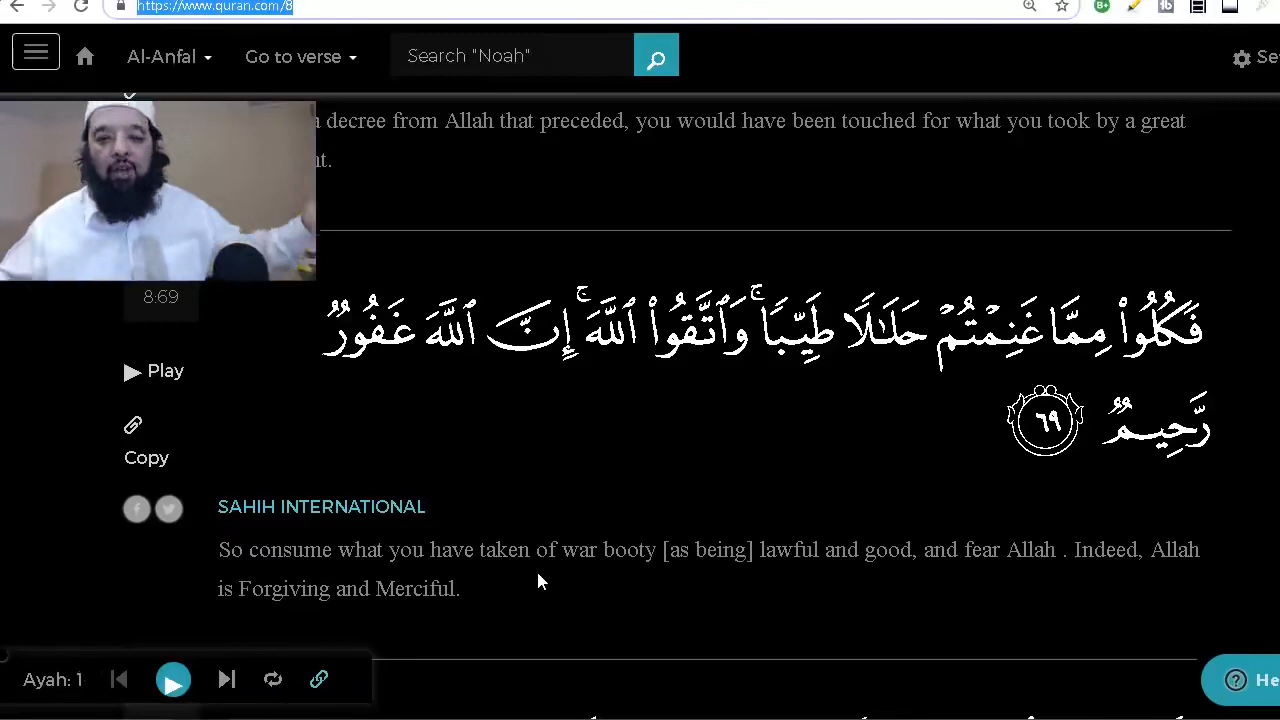 https://www.quran.com/8
Al-Anfal
Go to verse
Search "Noah"
decree from Allah that preceded, you would have been touched for what you took by a great
8:69
فَكُلُوا۟ مِمَّا غَنِمْتُمْ حَلَـٰلًا طَيِّبًا ۚ وَٱتَّقُوا۟ ٱللَّهَ ۚ إِنَّ ٱللَّهَ غَفُورٌ
رَّحِيمٌ ٦٩
Play
Copy
SAHIH INTERNATIONAL
So consume what you have taken of war booty [as being] lawful and good, and fear Allah . Indeed, Allah
is Forgiving and Merciful.
Ayah: 1